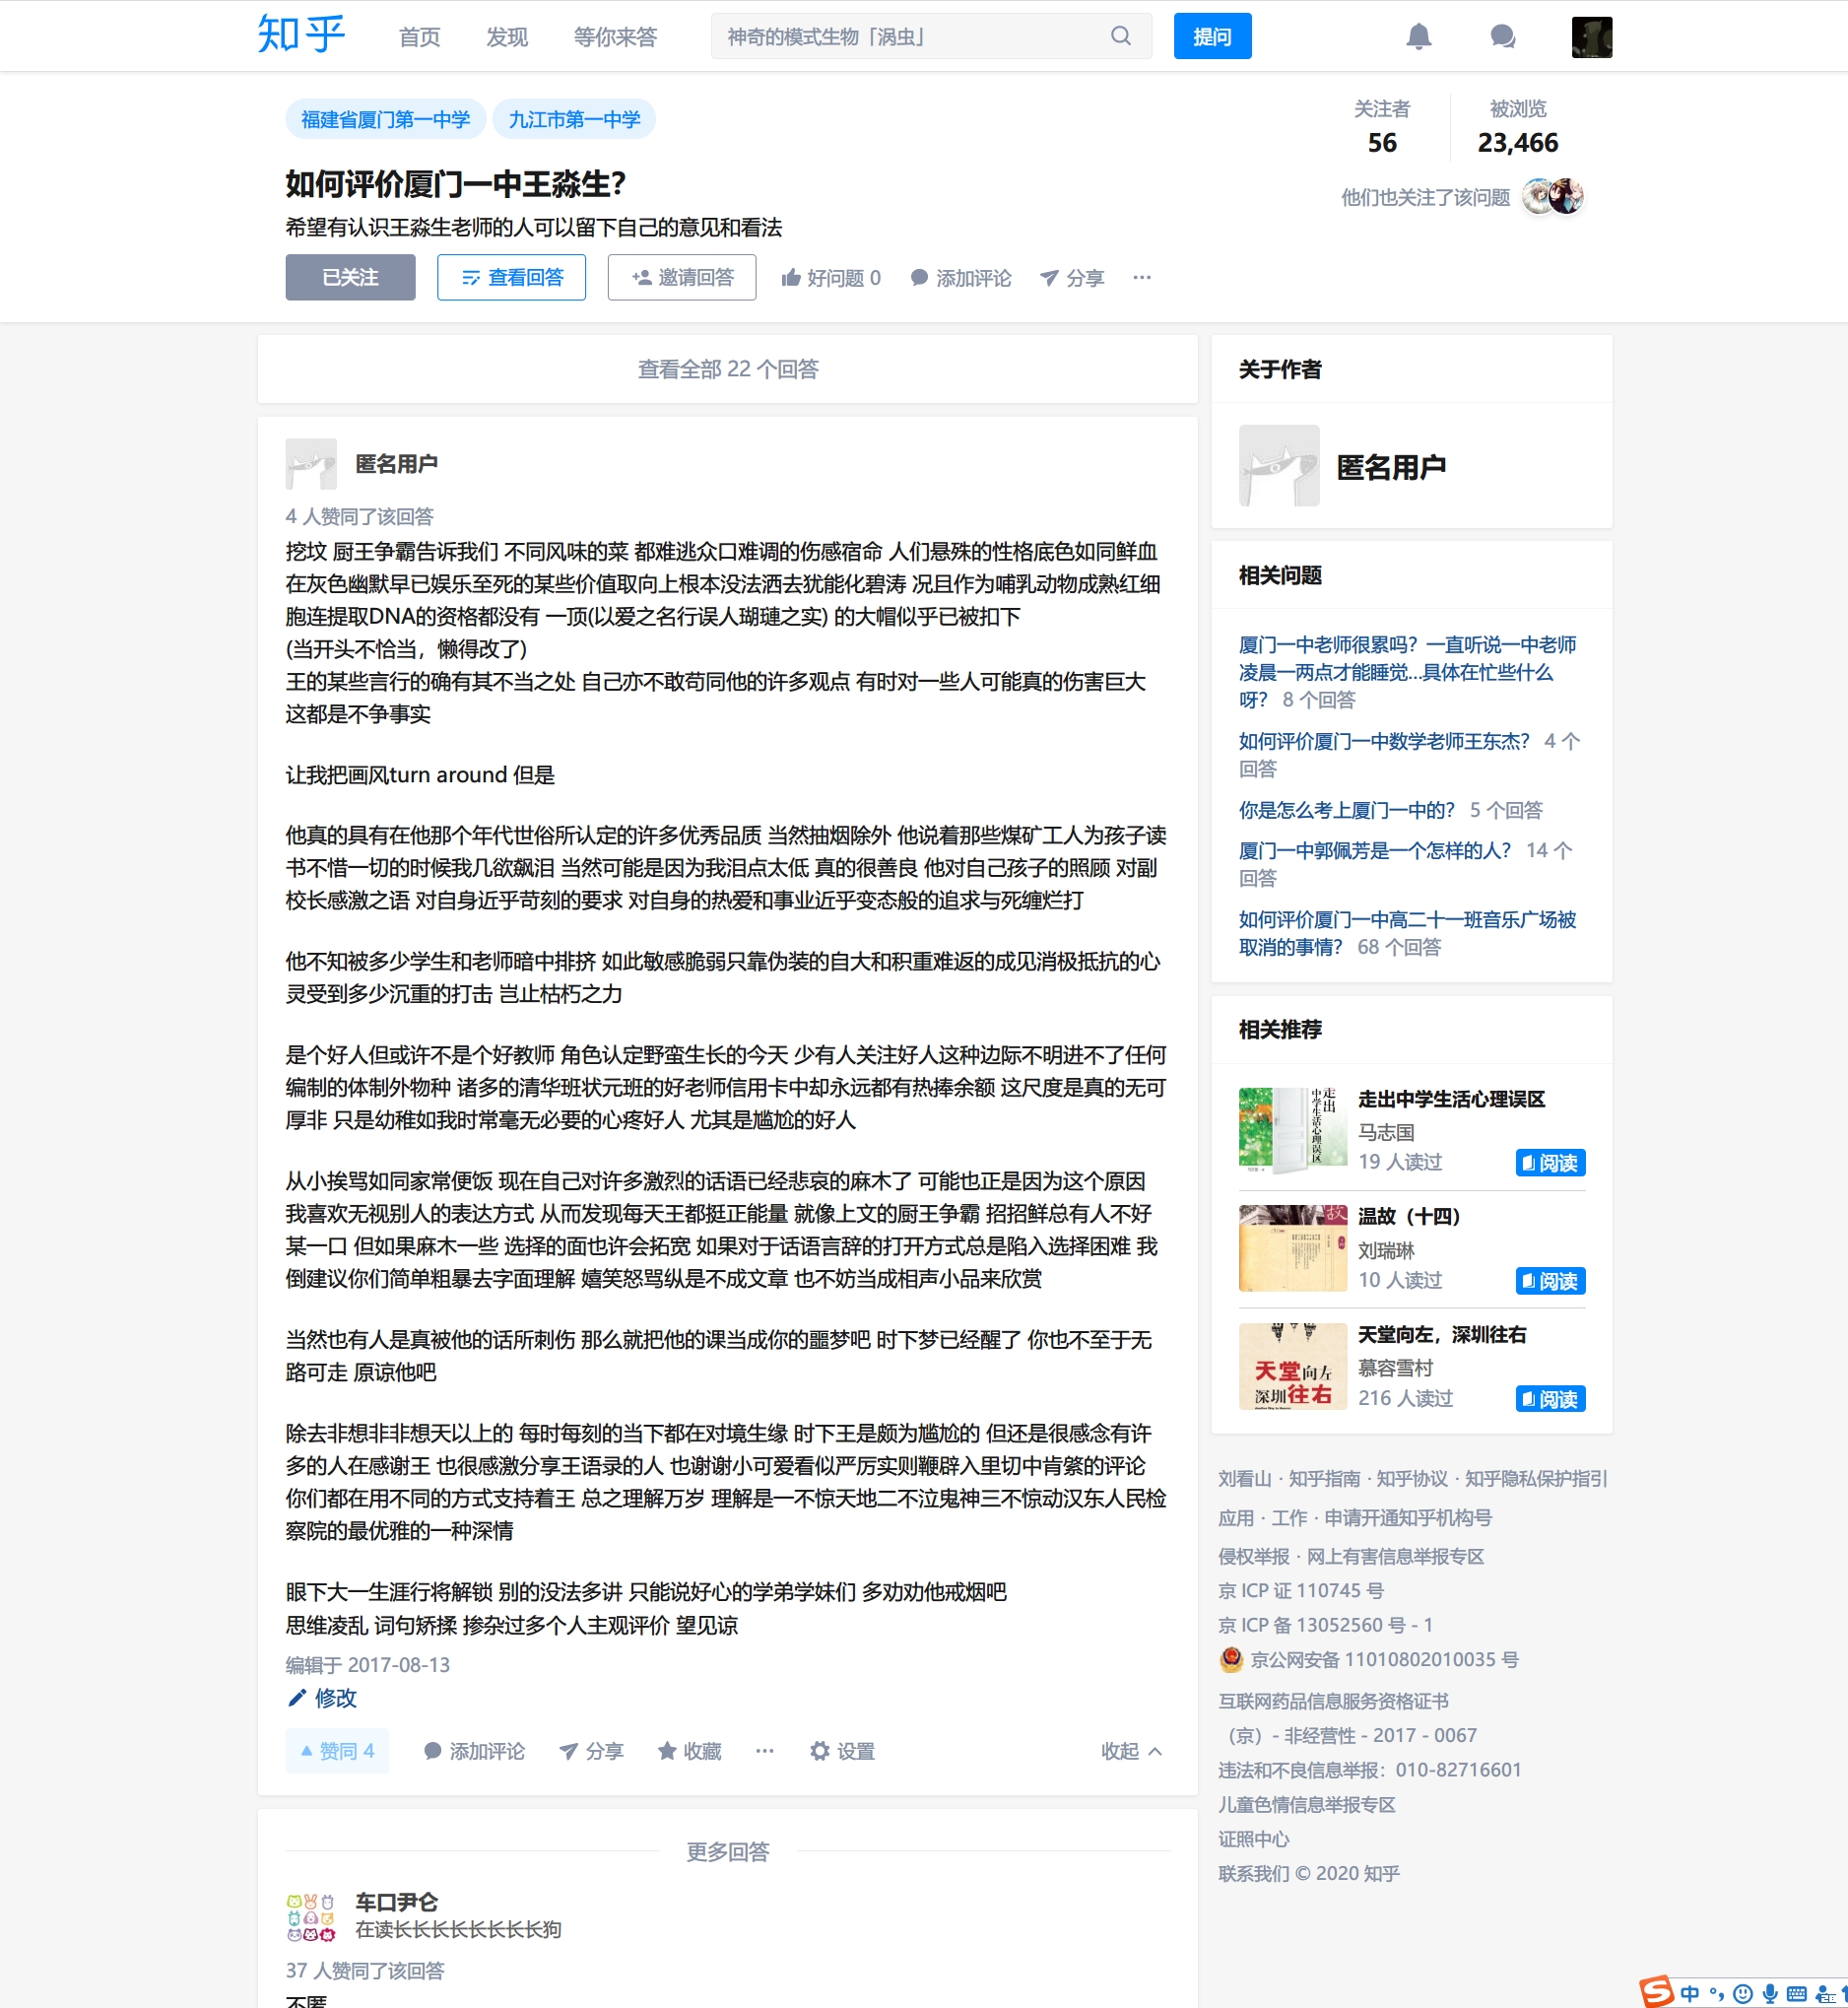 知乎
首页 发现 等你来答 神奇的模式生物「涡虫」 提问
福建省厦门第一中学 九江市第一中学
如何评价厦门一中王淼生？
希望有认识王淼生老师的人可以留下自己的意见和看法
已关注 查看回答 邀请回答 好问题 0 添加评论 分享 ···
关注者 被浏览
56 23,466
他们也关注了该问题
查看全部 22 个回答
匿名用户
4 人赞同了该回答
挖坟 厨王争霸告诉我们 不同风味的菜 都难逃众口难调的伤感宿命 人们悬殊的性格底色如同鲜血
在灰色幽默早已娱乐至死的某些价值取向上根本没法洒去犹能化碧涛 况且作为哺乳动物成熟红细
胞连提取DNA的资格都没有 一顶(以爱之名行误人瑚琏之实) 的大帽似乎已被扣下
(当开头不恰当，懒得改了)
王的某些言行的确有其不当之处 自己亦不敢苟同他的许多观点 有时对一些人可能真的伤害巨大
这都是不争事实
让我把画风turn around 但是
他真的具有在他那个年代世俗所认定的许多优秀品质 当然抽烟除外 他说着那些煤矿工人为孩子读
书不惜一切的时候我几欲飙泪 当然可能是因为我泪点太低 真的很善良 他对自己孩子的照顾 对副
校长感激之语 对自身近乎苛刻的要求 对自身的热爱和事业近乎变态般的追求与死缠烂打
他不知被多少学生和老师暗中排挤 如此敏感脆弱只靠伪装的自大和积重难返的成见消极抵抗的心
灵受到多少沉重的打击 岂止枯朽之力
是个好人但或许不是个好教师 角色认定野蛮生长的今天 少有人关注好人这种边际不明进不了任何
编制的体制外物种 诸多的清华班状元班的好老师信用卡中却永远都有热捧余额 这尺度是真的无可
厚非 只是幼稚如我时常毫无必要的心疼好人 尤其是尴尬的好人
从小挨骂如同家常便饭 现在自己对许多激烈的话语已经悲哀的麻木了 可能也正是因为这个原因
我喜欢无视别人的表达方式 从而发现每天王都挺正能量 就像上文的厨王争霸 招招鲜总有人不好
某一口 但如果麻木一些 选择的面也许会拓宽 如果对于话语言辞的打开方式总是陷入选择困难 我
倒建议你们简单粗暴去字面理解 嬉笑怒骂纵是不成文章 也不妨当成相声小品来欣赏
当然也有人是真被他的话所刺伤 那么就把他的课当成你的噩梦吧 时下梦已经醒了 你也不至于无
路可走 原谅他吧
除去非想非非想天以上的 每时每刻的当下都在对境生缘 时下王是颇为尴尬的 但还是很感念有许
多的人在感谢王 也很感激分享王语录的人 也谢谢小可爱看似严厉实则鞭辟入里切中肯綮的评论
你们都在用不同的方式支持着王 总之理解万岁 理解是一不惊天地二不泣鬼神三不惊动汉东人民检
察院的最优雅的一种深情
眼下大一生涯行将解锁 别的没法多讲 只能说好心的学弟学妹们 多劝劝他戒烟吧
思维凌乱 词句矫揉 掺杂过多个人主观评价 望见谅
编辑于 2017-08-13
修改
赞同 4 添加评论 分享 收藏 ··· 设置 收起
更多回答
车口尹仑
在读长长长长长长长长狗
37 人赞同了该回答
不匿
关于作者
匿名用户
相关问题
厦门一中老师很累吗？一直听说一中老师
凌晨一两点才能睡觉...具体在忙些什么
呀？ 8 个回答
如何评价厦门一中数学老师王东杰？ 4 个
回答
你是怎么考上厦门一中的？ 5 个回答
厦门一中郭佩芳是一个怎样的人？ 14 个
回答
如何评价厦门一中高二十一班音乐广场被
取消的事情？ 68 个回答
相关推荐
走出
中学生活心理误区
走出中学生活心理误区
马志国
19 人读过 阅读
故
温故（十四）
刘瑞琳
10 人读过 阅读
天堂向左
深圳往右
天堂向左，深圳往右
慕容雪村
216 人读过 阅读
刘看山 · 知乎指南 · 知乎协议 · 知乎隐私保护指引
应用 · 工作 · 申请开通知乎机构号
侵权举报 · 网上有害信息举报专区
京 ICP 证 110745 号
京 ICP 备 13052560 号 - 1
京公网安备 11010802010035 号
互联网药品信息服务资格证书
（京）- 非经营性 - 2017 - 0067
违法和不良信息举报：010-82716601
儿童色情信息举报专区
证照中心
联系我们 © 2020 知乎
S 中